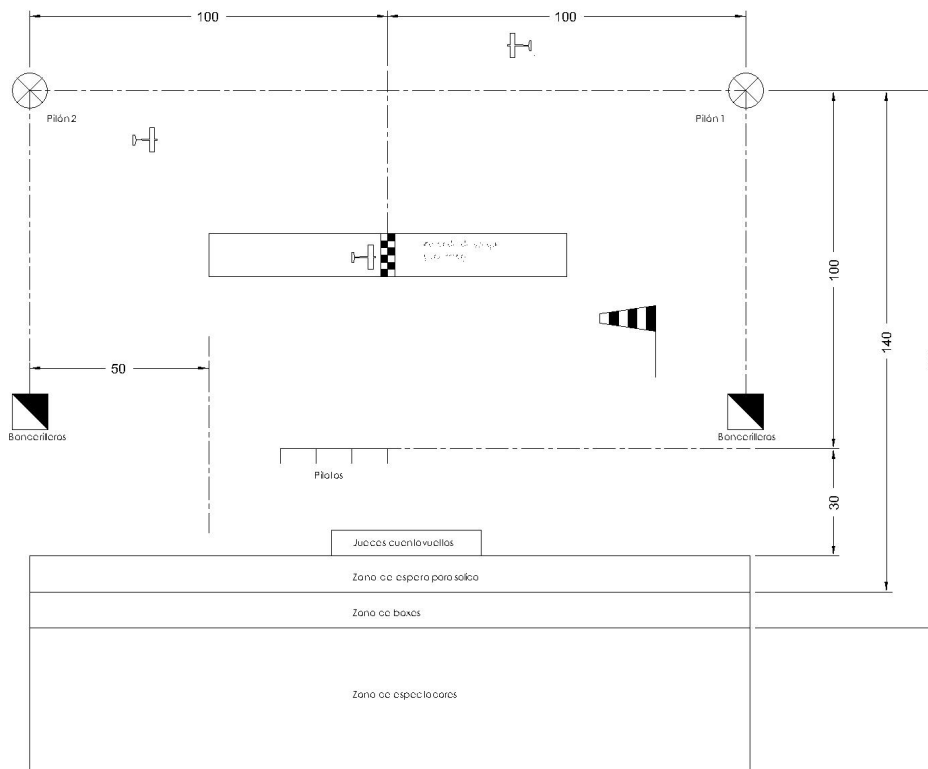 100
100
Pilón 2
Pilón 1
100
140
50
Banderilleros
Banderilleros
Pilotos
30
Jueces cuentavueltas
Zona de espera para salida
Zona de boxes
Zona de espectadores